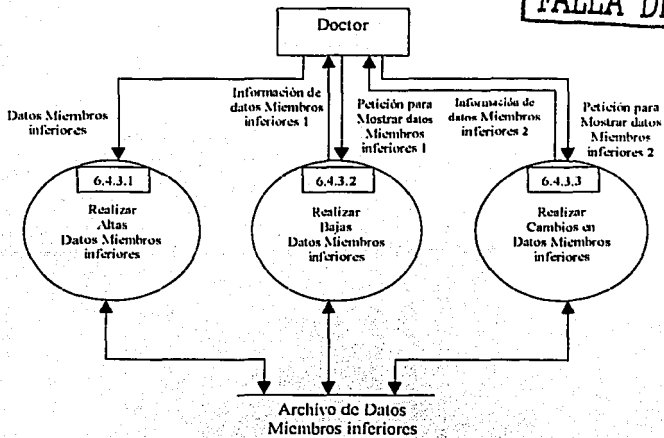 FALLA DE
Doctor
Datos Miembros
inferiores
Información de
datos Miembros
inferiores 1
Petición para
Mostrar datos
Miembros
inferiores 1
Información de
datos Miembros
inferiores 2
Petición para
Mostrar datos
Miembros
inferiores 2
6.4.3.1
Realizar
Altas
Datos Miembros
inferiores
6.4.3.2
Realizar
Bajas
Datos Miembros
inferiores
6.4.3.3
Realizar
Cambios en
Datos Miembros
inferiores
Archivo de Datos
Miembros inferiores